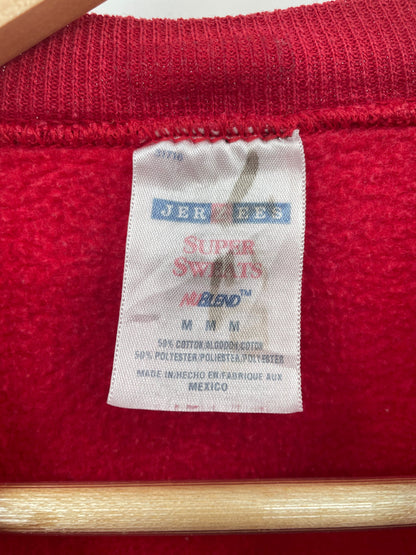 31716
JERZEES
SUPER
SWEATS
NUBLEND™
M M M
50% COTTON/ALGODON/COTON
50% POLYESTER/POLIESTER/POLYESTER
MADE IN/HECHO EN/FABRIQUE AUX
MEXICO